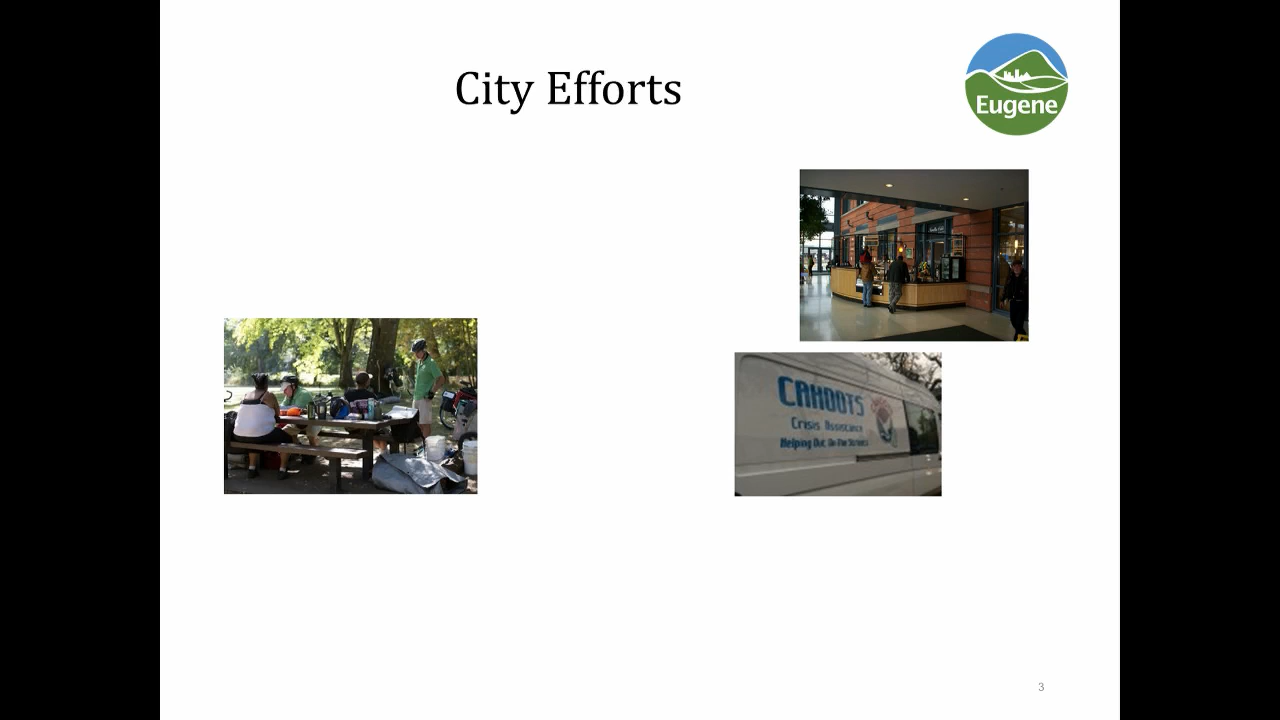 City Efforts
Eugene
CAHOOTS
Crisis Assistance
Helping Out On The Streets
3